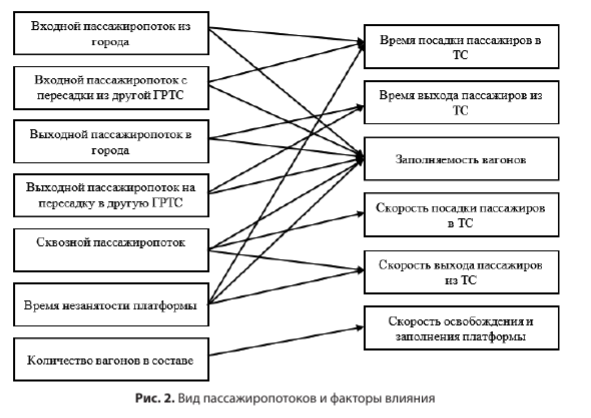 Входной пассажиропоток из
города
Входной пассажиропоток с
пересадки из другой ГРТС
Выходной пассажиропоток в
города
Выходной пассажиропоток на
пересадку в другую ГРТС
Сквозной пассажиропоток
Время незанятости платформы
Количество вагонов в составе
Время посадки пассажиров в
ТС
Время выхода пассажиров из
ТС
Заполняемость вагонов
Скорость посадки пассажиров
в ТС
Скорость выхода пассажиров
из ТС
Скорость освобождения и
заполнения платформы
Рис. 2. Вид пассажиропотоков и факторы влияния